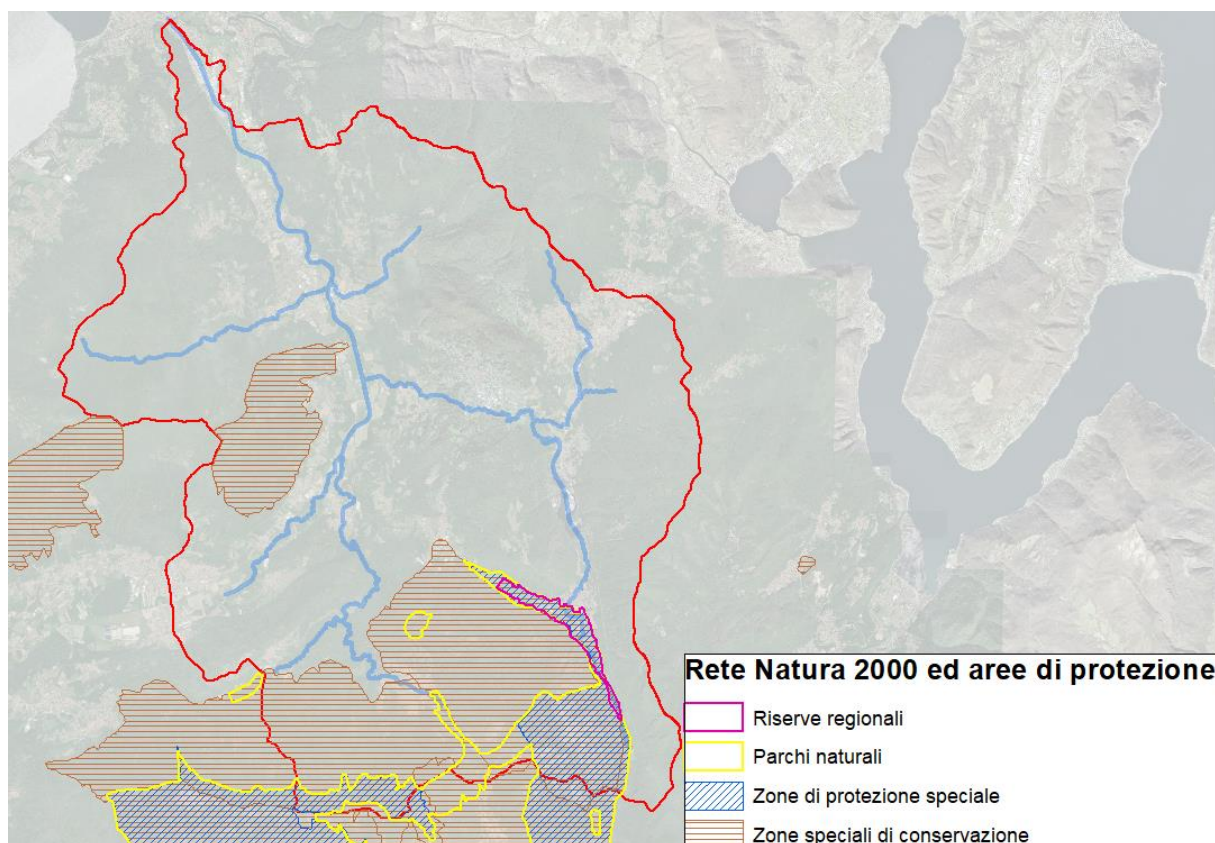 Rete Natura 2000 ed aree di protezione
Riserve regionali
Parchi naturali
Zone di protezione speciale
Zone speciali di conservazione